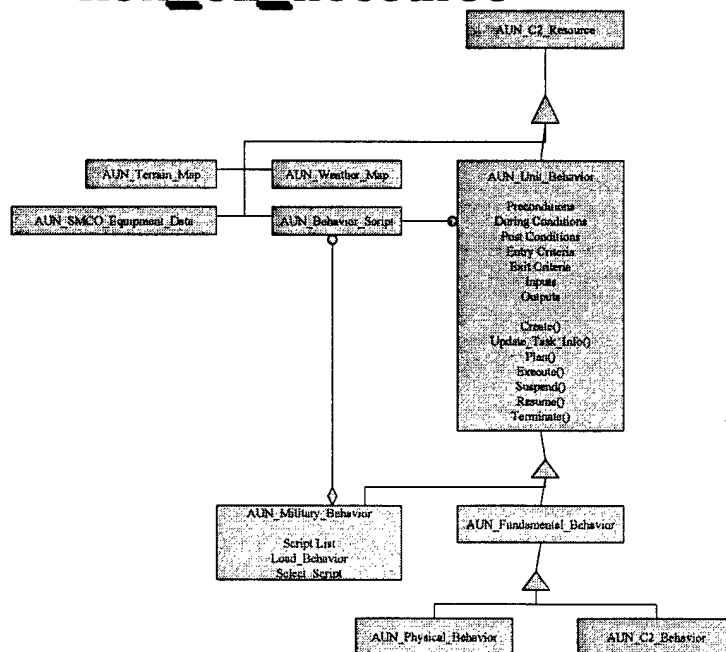 AUN_C2_Resource
AUN_Terrain_Map
AUN_Weather_Map
AUN_SMCO_Equipment_Data
AUN_Behavior_Script
AUN_Unit_Behavior
Preconditions
During Conditions
Post Conditions
Entry Criteria
Exit Criteria
Inputs
Outputs
Create()
Update_Task_Info()
Plan()
Execute()
Suspend()
Resume()
Terminate()
AUN_Military_Behavior
Script List
Load_Behavior
Select_Script
AUN_Fundamental_Behavior
AUN_Physical_Behavior
AUN_C2_Behavior